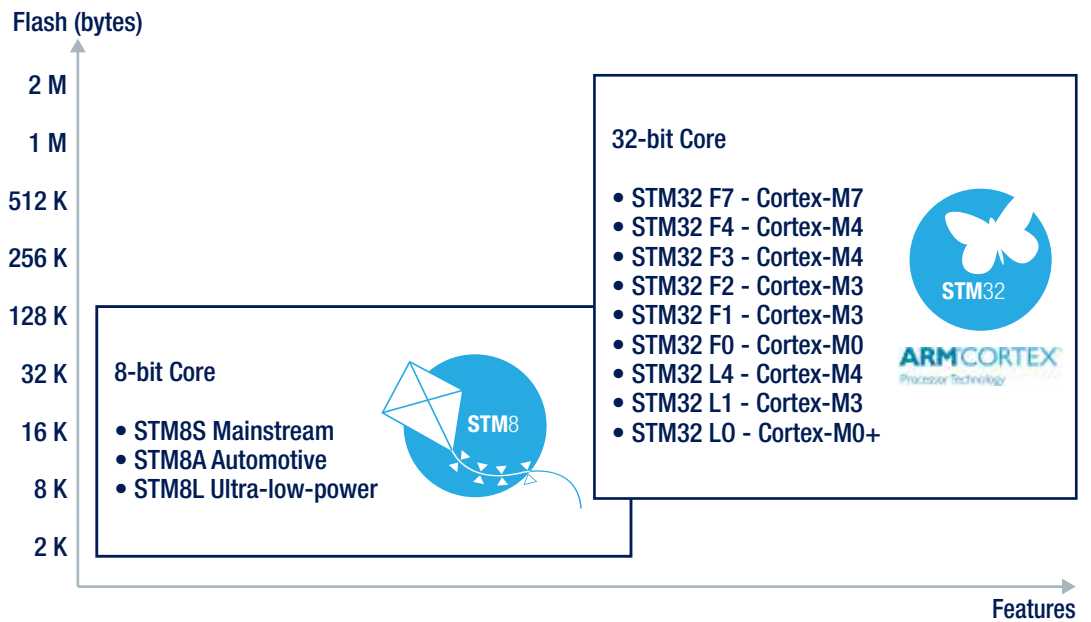 Flash (bytes)
2 M
1 M
512 K
256 K
128 K
32 K
16 K
8 K
2 K
8-bit Core
• STM8S Mainstream
• STM8A Automotive
• STM8L Ultra-low-power
STM8
32-bit Core
• STM32 F7 - Cortex-M7
• STM32 F4 - Cortex-M4
• STM32 F3 - Cortex-M4
• STM32 F2 - Cortex-M3
• STM32 F1 - Cortex-M3
• STM32 F0 - Cortex-M0
• STM32 L4 - Cortex-M4
• STM32 L1 - Cortex-M3
• STM32 L0 - Cortex-M0+
STM32
ARMCORTEX
Processor Technology
Features